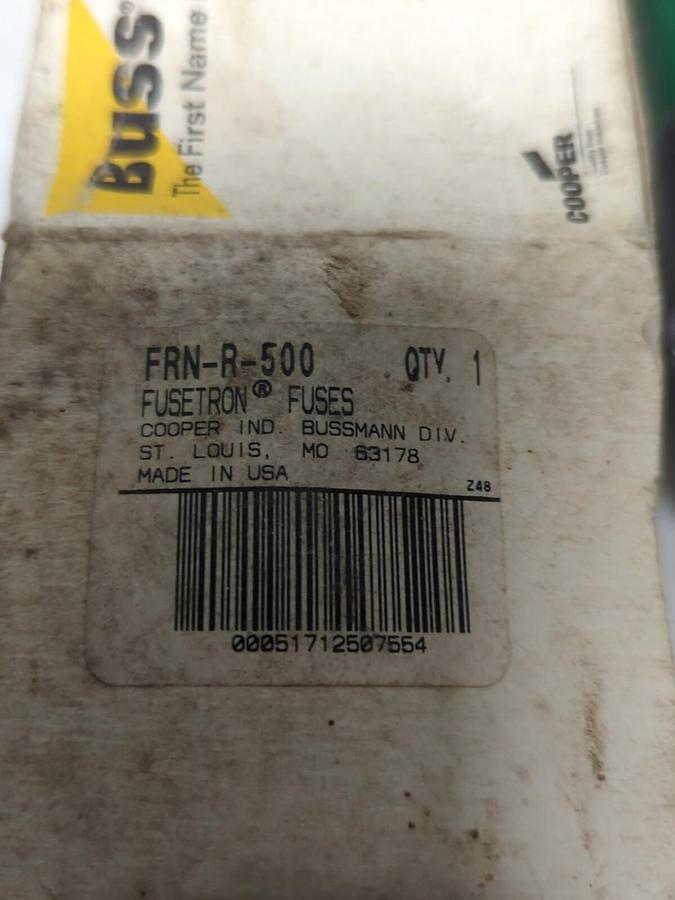 Buss®
The First Name
COOPER
FRN-R-500 QTY. 1
FUSETRON® FUSES
COOPER IND. BUSSMANN DIV.
ST. LOUIS, MO 63178
MADE IN USA
Z48
00051712507554